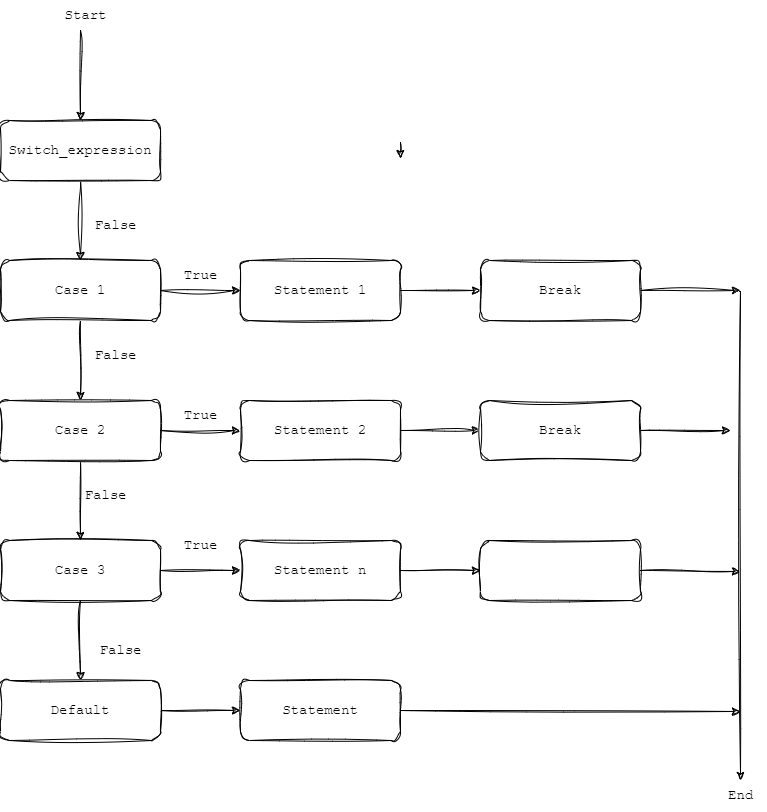 Start
Switch_expression
False
True
Case 1
Statement 1
Break
False
True
Case 2
Statement 2
Break
False
True
Case 3
Statement n
False
Default
Statement
End